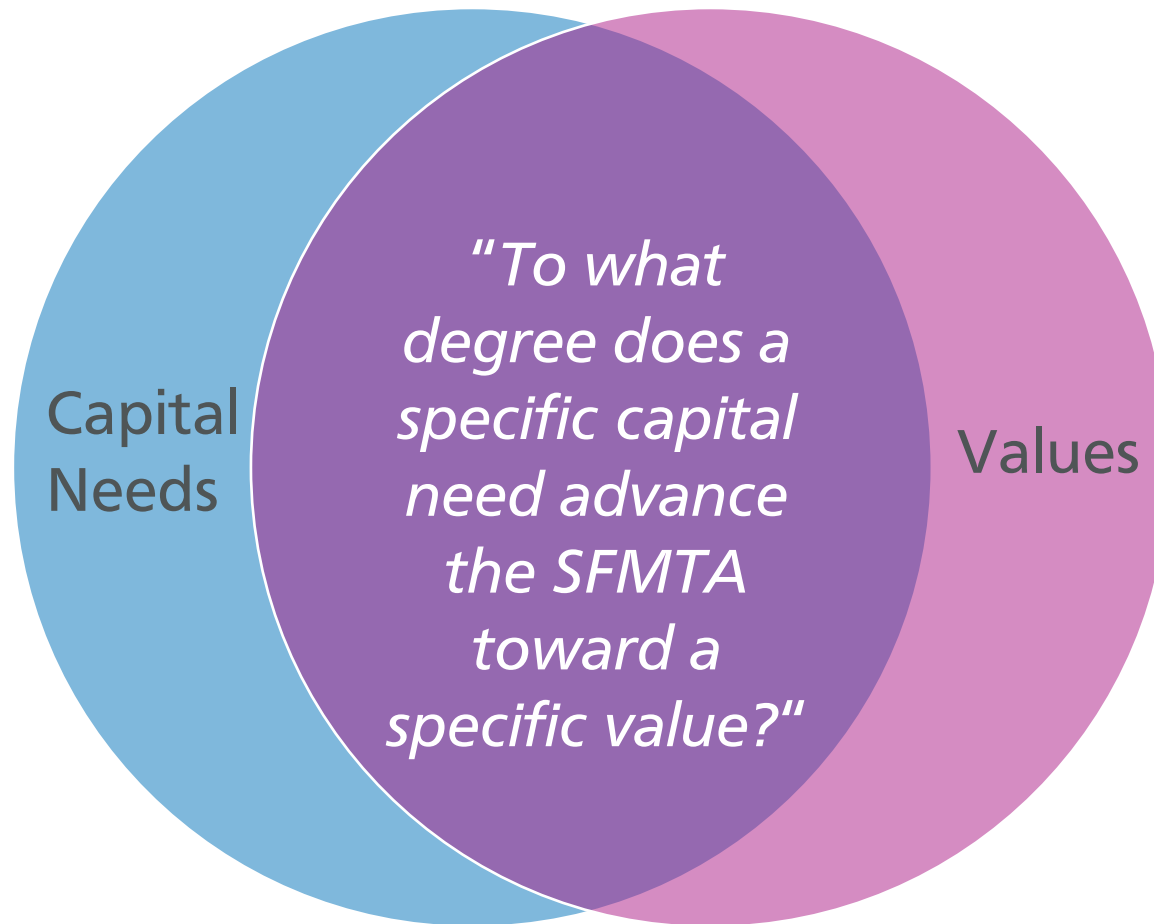 Capital
Needs
"To what
degree does a
specific capital
need advance
the SFMTA
toward a
specific value?"
Values